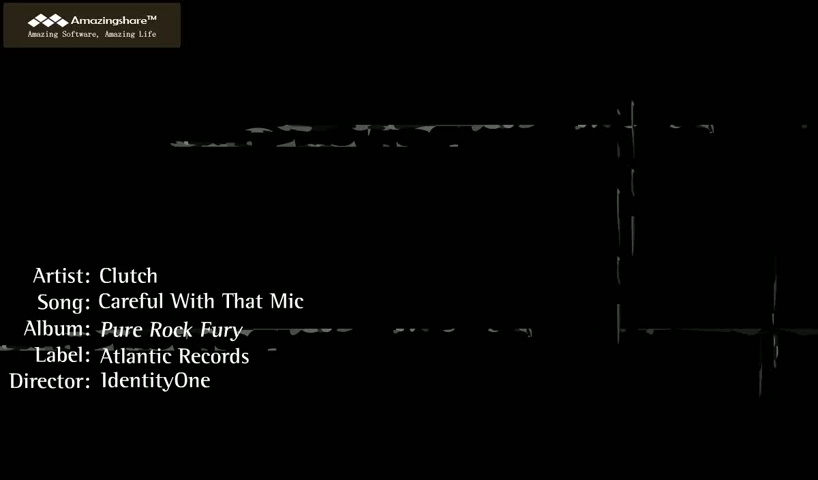 Amazingshare™
Amazing Software, Amazing Life
Artist: Clutch
Song: Careful With That Mic
Album: Pure Rock Fury
Label: Atlantic Records
Director: IdentityOne